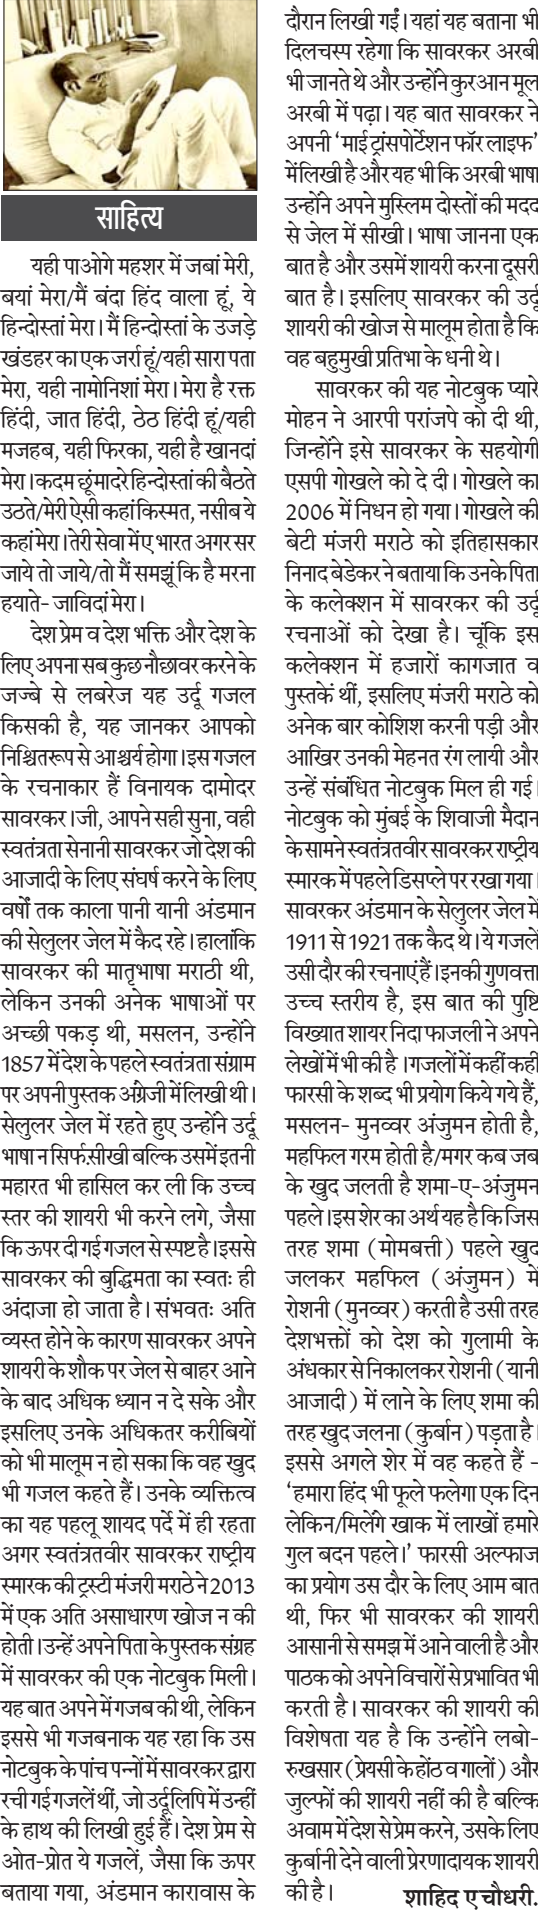 साहित्य
यही पाओगे महशर में जबां मेरी,
बयां मेरा/मैं बंदा हिंद वाला हूं, ये
हिन्दोस्तां मेरा। मैं हिन्दोस्तां के उजड़े
खंडहर का एक जर्रा हूं/यही सारा पता
मेरा, यही नामोनिशां मेरा। मेरा है रक्त
हिंदी, जात हिंदी, ठेठ हिंदी हूं/यही
मजहब, यही फिरका, यही है खानदां
मेरा। कदम छूं मादरे हिन्दोस्तां की बैठते
उठते/मेरी ऐसी कहां किस्मत, नसीब ये
कहां मेरा। तेरी सेवा में ए भारत अगर सर
जाये तो जाये/तो मैं समझूं कि है मरना
हयाते- जाविदां मेरा।
देश प्रेम व देश भक्ति और देश के
लिए अपना सब कुछ नौछावर करने के
जज्बे से लबरेज यह उर्दू गजल
किसकी है, यह जानकर आपको
निश्चितरूप से आश्चर्य होगा। इस गजल
के रचनाकार हैं विनायक दामोदर
सावरकर। जी, आपने सही सुना, वही
स्वतंत्रता सेनानी सावरकर जो देश की
आजादी के लिए संघर्ष करने के लिए
वर्षों तक काला पानी यानी अंडमान
की सेलुलर जेल में कैद रहे। हालांकि
सावरकर की मातृभाषा मराठी थी,
लेकिन उनकी अनेक भाषाओं पर
अच्छी पकड़ थी, मसलन, उन्होंने
1857 में देश के पहले स्वतंत्रता संग्राम
पर अपनी पुस्तक अंग्रेजी में लिखी थी।
सेलुलर जेल में रहते हुए उन्होंने उर्दू
भाषा न सिर्फ सीखी बल्कि उसमें इतनी
महारत भी हासिल कर ली कि उच्च
स्तर की शायरी भी करने लगे, जैसा
कि ऊपर दी गई गजल से स्पष्ट है। इससे
सावरकर की बुद्धिमता का स्वतः ही
अंदाजा हो जाता है। संभवतः अति
व्यस्त होने के कारण सावरकर अपने
शायरी के शौक पर जेल से बाहर आने
के बाद अधिक ध्यान न दे सके और
इसलिए उनके अधिकतर करीबियों
को भी मालूम न हो सका कि वह खुद
भी गजल कहते हैं। उनके व्यक्तित्व
का यह पहलू शायद पर्दे में ही रहता
अगर स्वतंत्रतवीर सावरकर राष्ट्रीय
स्मारक की ट्रस्टी मंजरी मराठे ने 2013
में एक अति असाधारण खोज न की
होती। उन्हें अपने पिता के पुस्तक संग्रह
में सावरकर की एक नोटबुक मिली।
यह बात अपने में गजब की थी, लेकिन
इससे भी गजबनाक यह रहा कि उस
नोटबुक के पांच पन्नों में सावरकर द्वारा
रची गई गजलें थीं, जो उर्दू लिपि में उन्हीं
के हाथ की लिखी हुई हैं। देश प्रेम से
ओत-प्रोत ये गजलें, जैसा कि ऊपर
बताया गया, अंडमान कारावास के
दौरान लिखी गईं। यहां यह बताना भी
दिलचस्प रहेगा कि सावरकर अरबी
भी जानते थे और उन्होंने कुरआन मूल
अरबी में पढ़ा। यह बात सावरकर ने
अपनी ‘माई ट्रांसपोर्टेशन फॉर लाइफ’
में लिखी है और यह भी कि अरबी भाषा
उन्होंने अपने मुस्लिम दोस्तों की मदद
से जेल में सीखी। भाषा जानना एक
बात है और उसमें शायरी करना दूसरी
बात है। इसलिए सावरकर की उर्दू
शायरी की खोज से मालूम होता है कि
वह बहुमुखी प्रतिभा के धनी थे।
सावरकर की यह नोटबुक प्यारे
मोहन ने आरपी परांजपे को दी थी,
जिन्होंने इसे सावरकर के सहयोगी
एसपी गोखले को दे दी। गोखले का
2006 में निधन हो गया। गोखले की
बेटी मंजरी मराठे को इतिहासकार
निनाद बेडेकर ने बताया कि उनके पिता
के कलेक्शन में सावरकर की उर्दू
रचनाओं को देखा है। चूंकि इस
कलेक्शन में हजारों कागजात व
पुस्तकें थीं, इसलिए मंजरी मराठे को
अनेक बार कोशिश करनी पड़ी और
आखिर उनकी मेहनत रंग लायी और
उन्हें संबंधित नोटबुक मिल ही गई।
नोटबुक को मुंबई के शिवाजी मैदान
के सामने स्वतंत्रतवीर सावरकर राष्ट्रीय
स्मारक में पहले डिसप्ले पर रखा गया।
सावरकर अंडमान के सेलुलर जेल में
1911 से 1921 तक कैद थे। ये गजलें
उसी दौर की रचनाएं हैं। इनकी गुणवत्ता
उच्च स्तरीय है, इस बात की पुष्टि
विख्यात शायर निदा फाजली ने अपने
लेखों में भी की है। गजलों में कहीं कहीं
फारसी के शब्द भी प्रयोग किये गये हैं,
मसलन- मुनव्वर अंजुमन होती है,
महफिल गरम होती है/मगर कब जब
के खुद जलती है शमा-ए-अंजुमन
पहले। इस शेर का अर्थ यह है कि जिस
तरह शमा (मोमबत्ती) पहले खुद
जलकर महफिल (अंजुमन) में
रोशनी (मुनव्वर) करती है उसी तरह
देशभक्तों को देश को गुलामी के
अंधकार से निकालकर रोशनी (यानी
आजादी) में लाने के लिए शमा की
तरह खुद जलना (कुर्बान) पड़ता है।
इससे अगले शेर में वह कहते हैं -
‘हमारा हिंद भी फूले फलेगा एक दिन
लेकिन/मिलेंगे खाक में लाखों हमारे
गुल बदन पहले।’ फारसी अल्फाज
का प्रयोग उस दौर के लिए आम बात
थी, फिर भी सावरकर की शायरी
आसानी से समझ में आने वाली है और
पाठक को अपने विचारों से प्रभावित भी
करती है। सावरकर की शायरी की
विशेषता यह है कि उन्होंने लबो-
रुखसार (प्रेयसी के होंठ व गालों) और
जुल्फों की शायरी नहीं की है बल्कि
अवाम में देश से प्रेम करने, उसके लिए
कुर्बानी देने वाली प्रेरणादायक शायरी
की है।
शाहिद ए चौधरी.